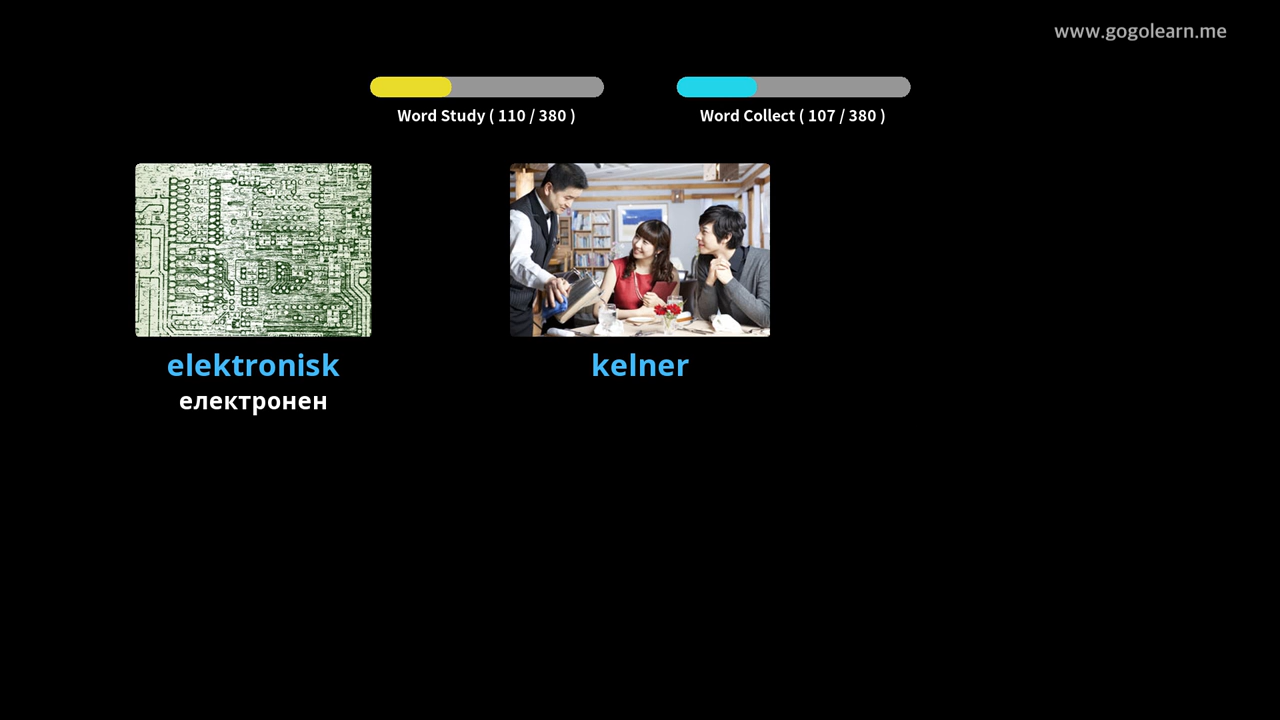 www.gogolearn.me
Word Study ( 110 / 380 )
Word Collect ( 107 / 380 )
elektronisk
kelner
електронен